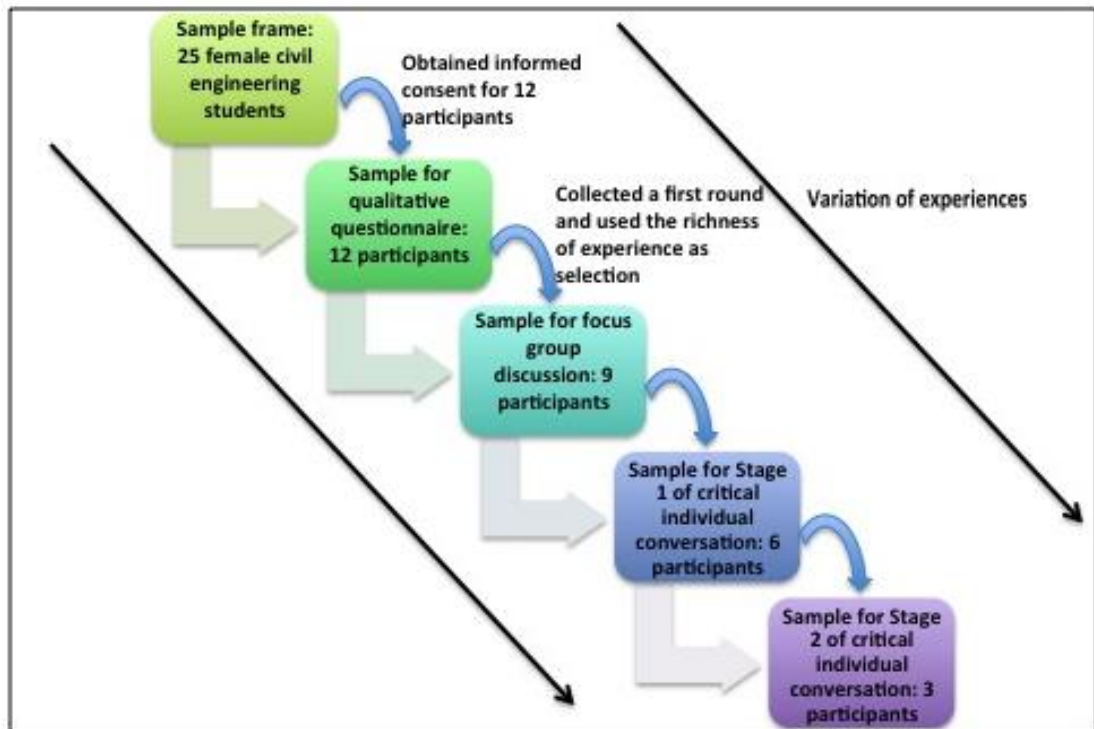 Sample frame:
25 female civil
engineering
students
Obtained informed
consent for 12
participants
Sample for
qualitative
questionnaire:
12 participants
Collected a first round
and used the richness
of experience as
selection
Variation of experiences
Sample for focus
group
discussion: 9
participants
Sample for Stage
1 of critical
individual
conversation: 6
participants
Sample for Stage
2 of critical
individual
conversation: 3
participants